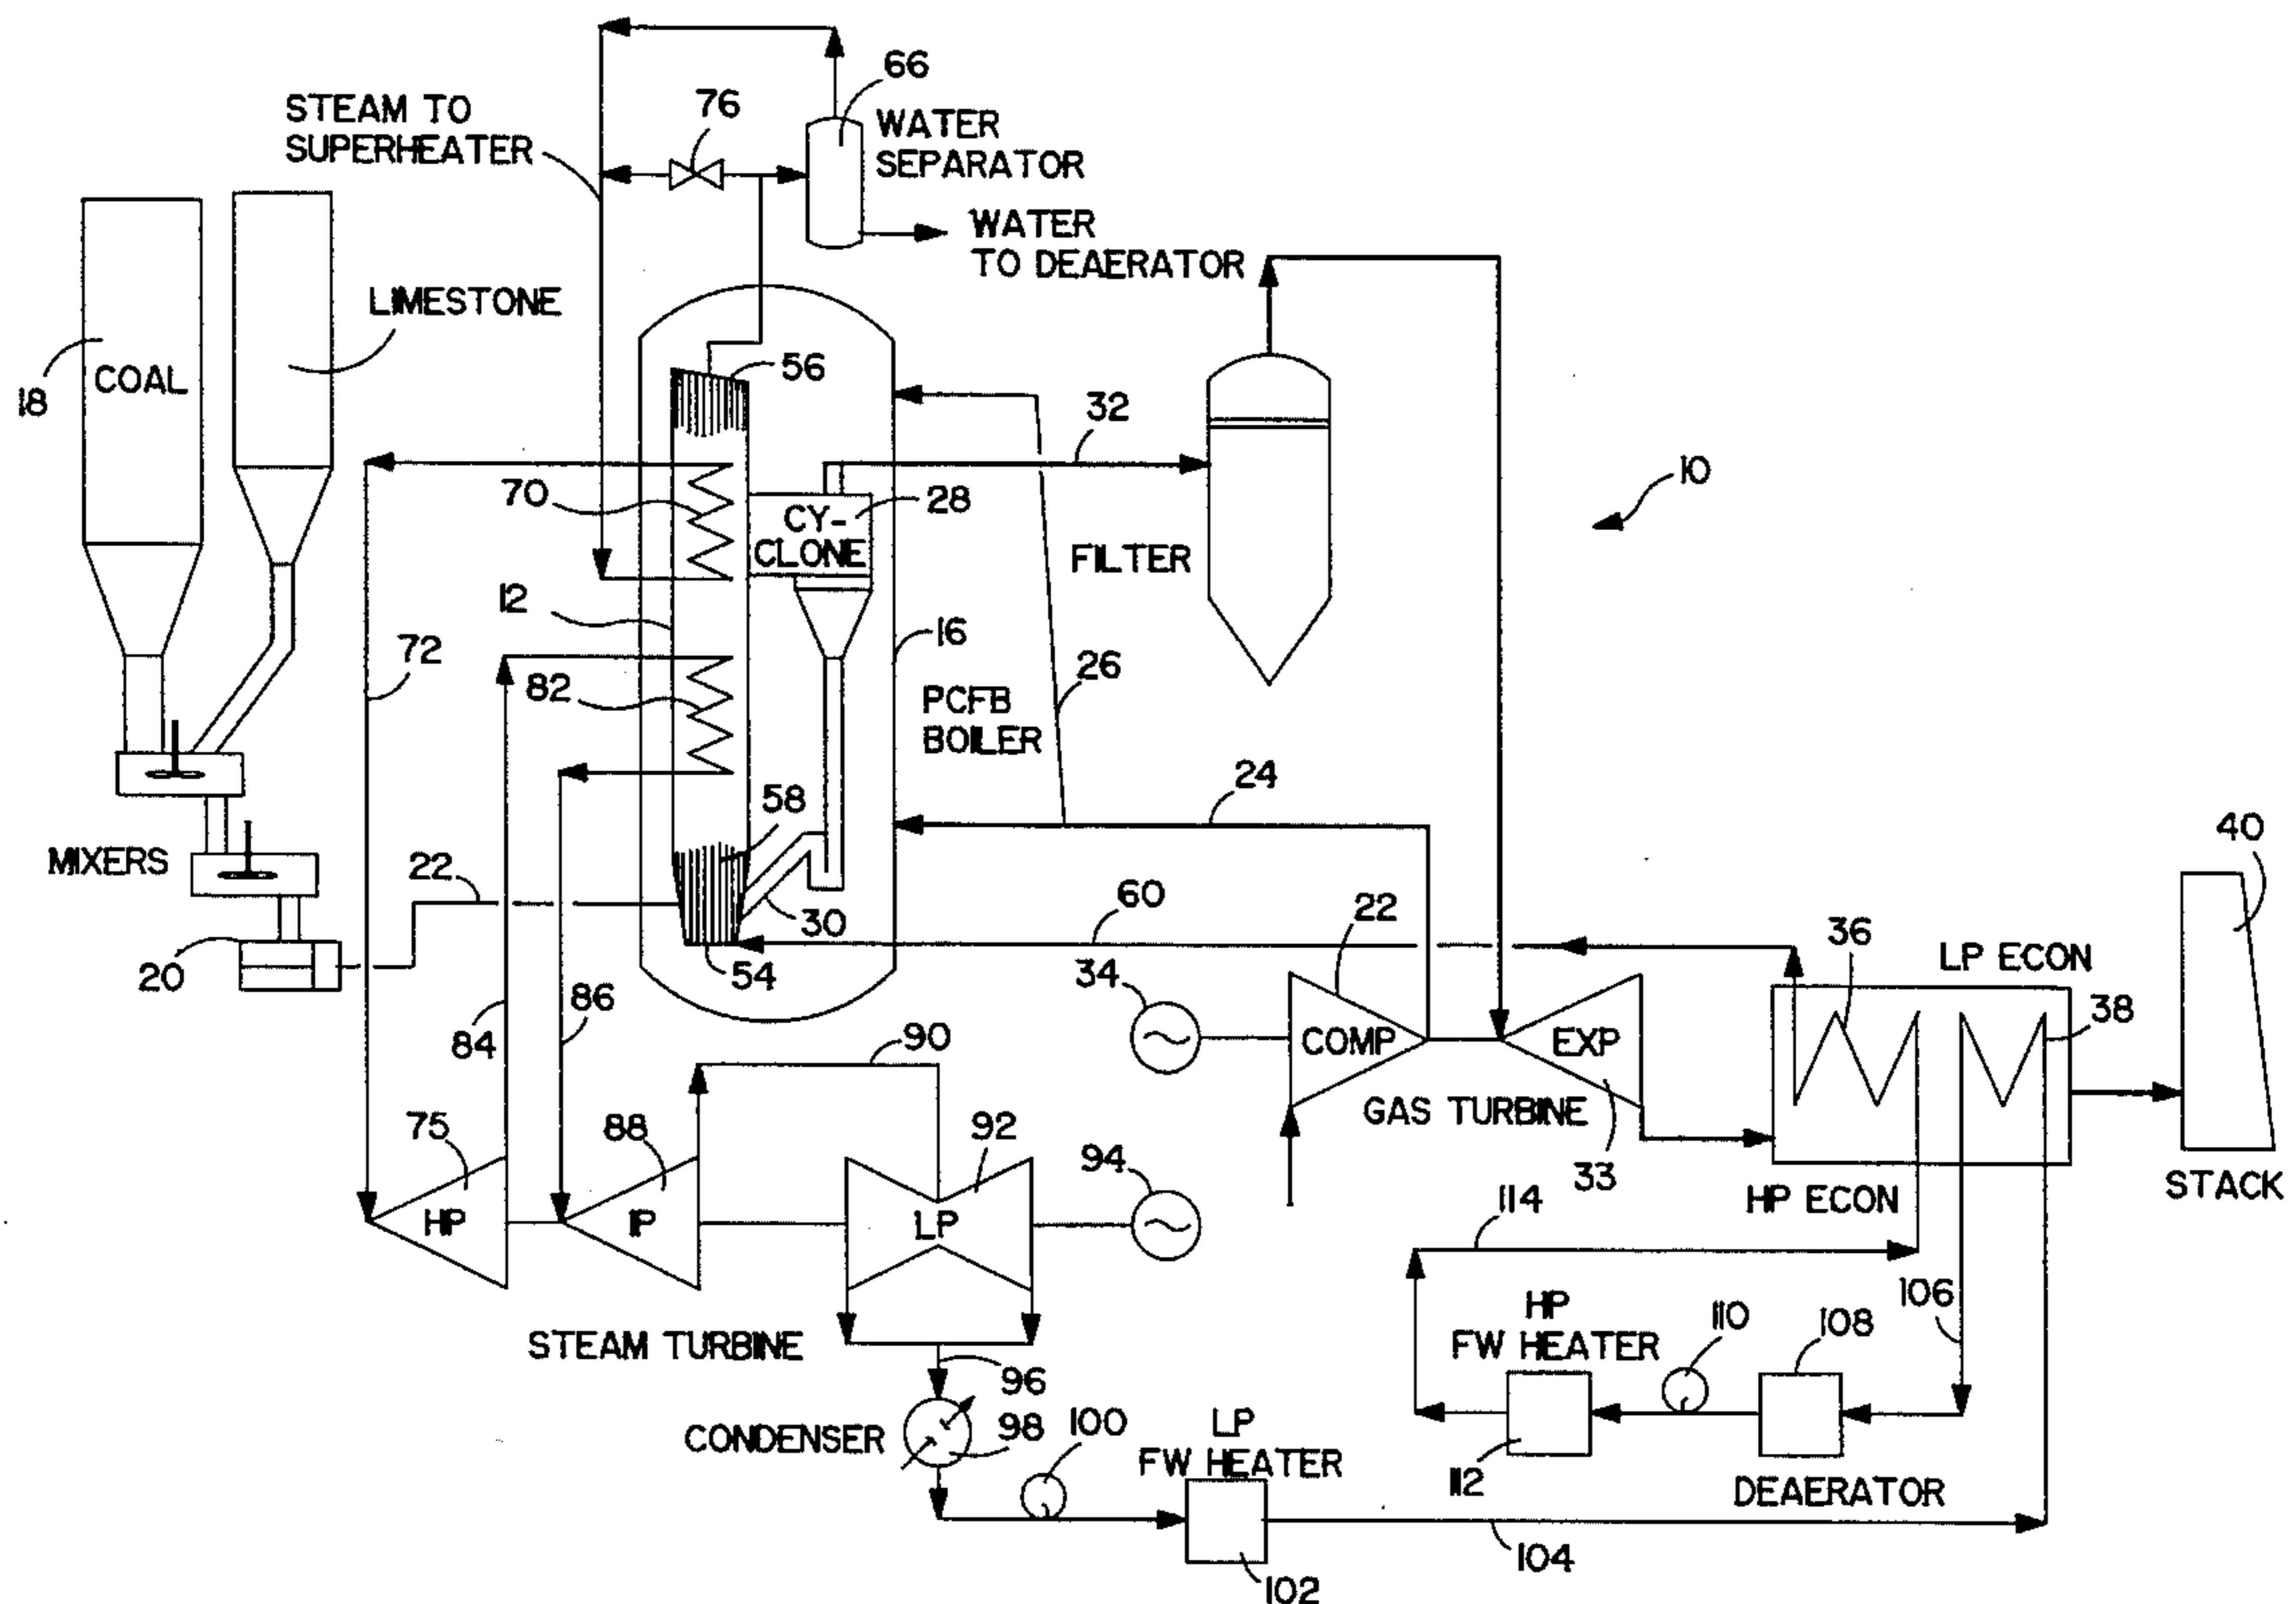 66
STEAM TO
SUPERHEATER
76
WATER
SEPARATOR
WATER
TO DEAERATOR
LIMESTONE
18
COAL
56
32
10
70
28
CY-
CLONE
FILTER
12
16
72
82
26
PCFB
BOILER
24
58
40
MIXERS
22
30
60
22
36
LP ECON
20
54
34
38
84
86
90
COMP
EXP
GAS TURBINE
75
88
92
94
33
HP ECON
STACK
114
HP
IP
LP
STEAM TURBINE
96
HP
FW HEATER
110
108
106
CONDENSER
98
100
LP
FW HEATER
112
DEAERATOR
104
102